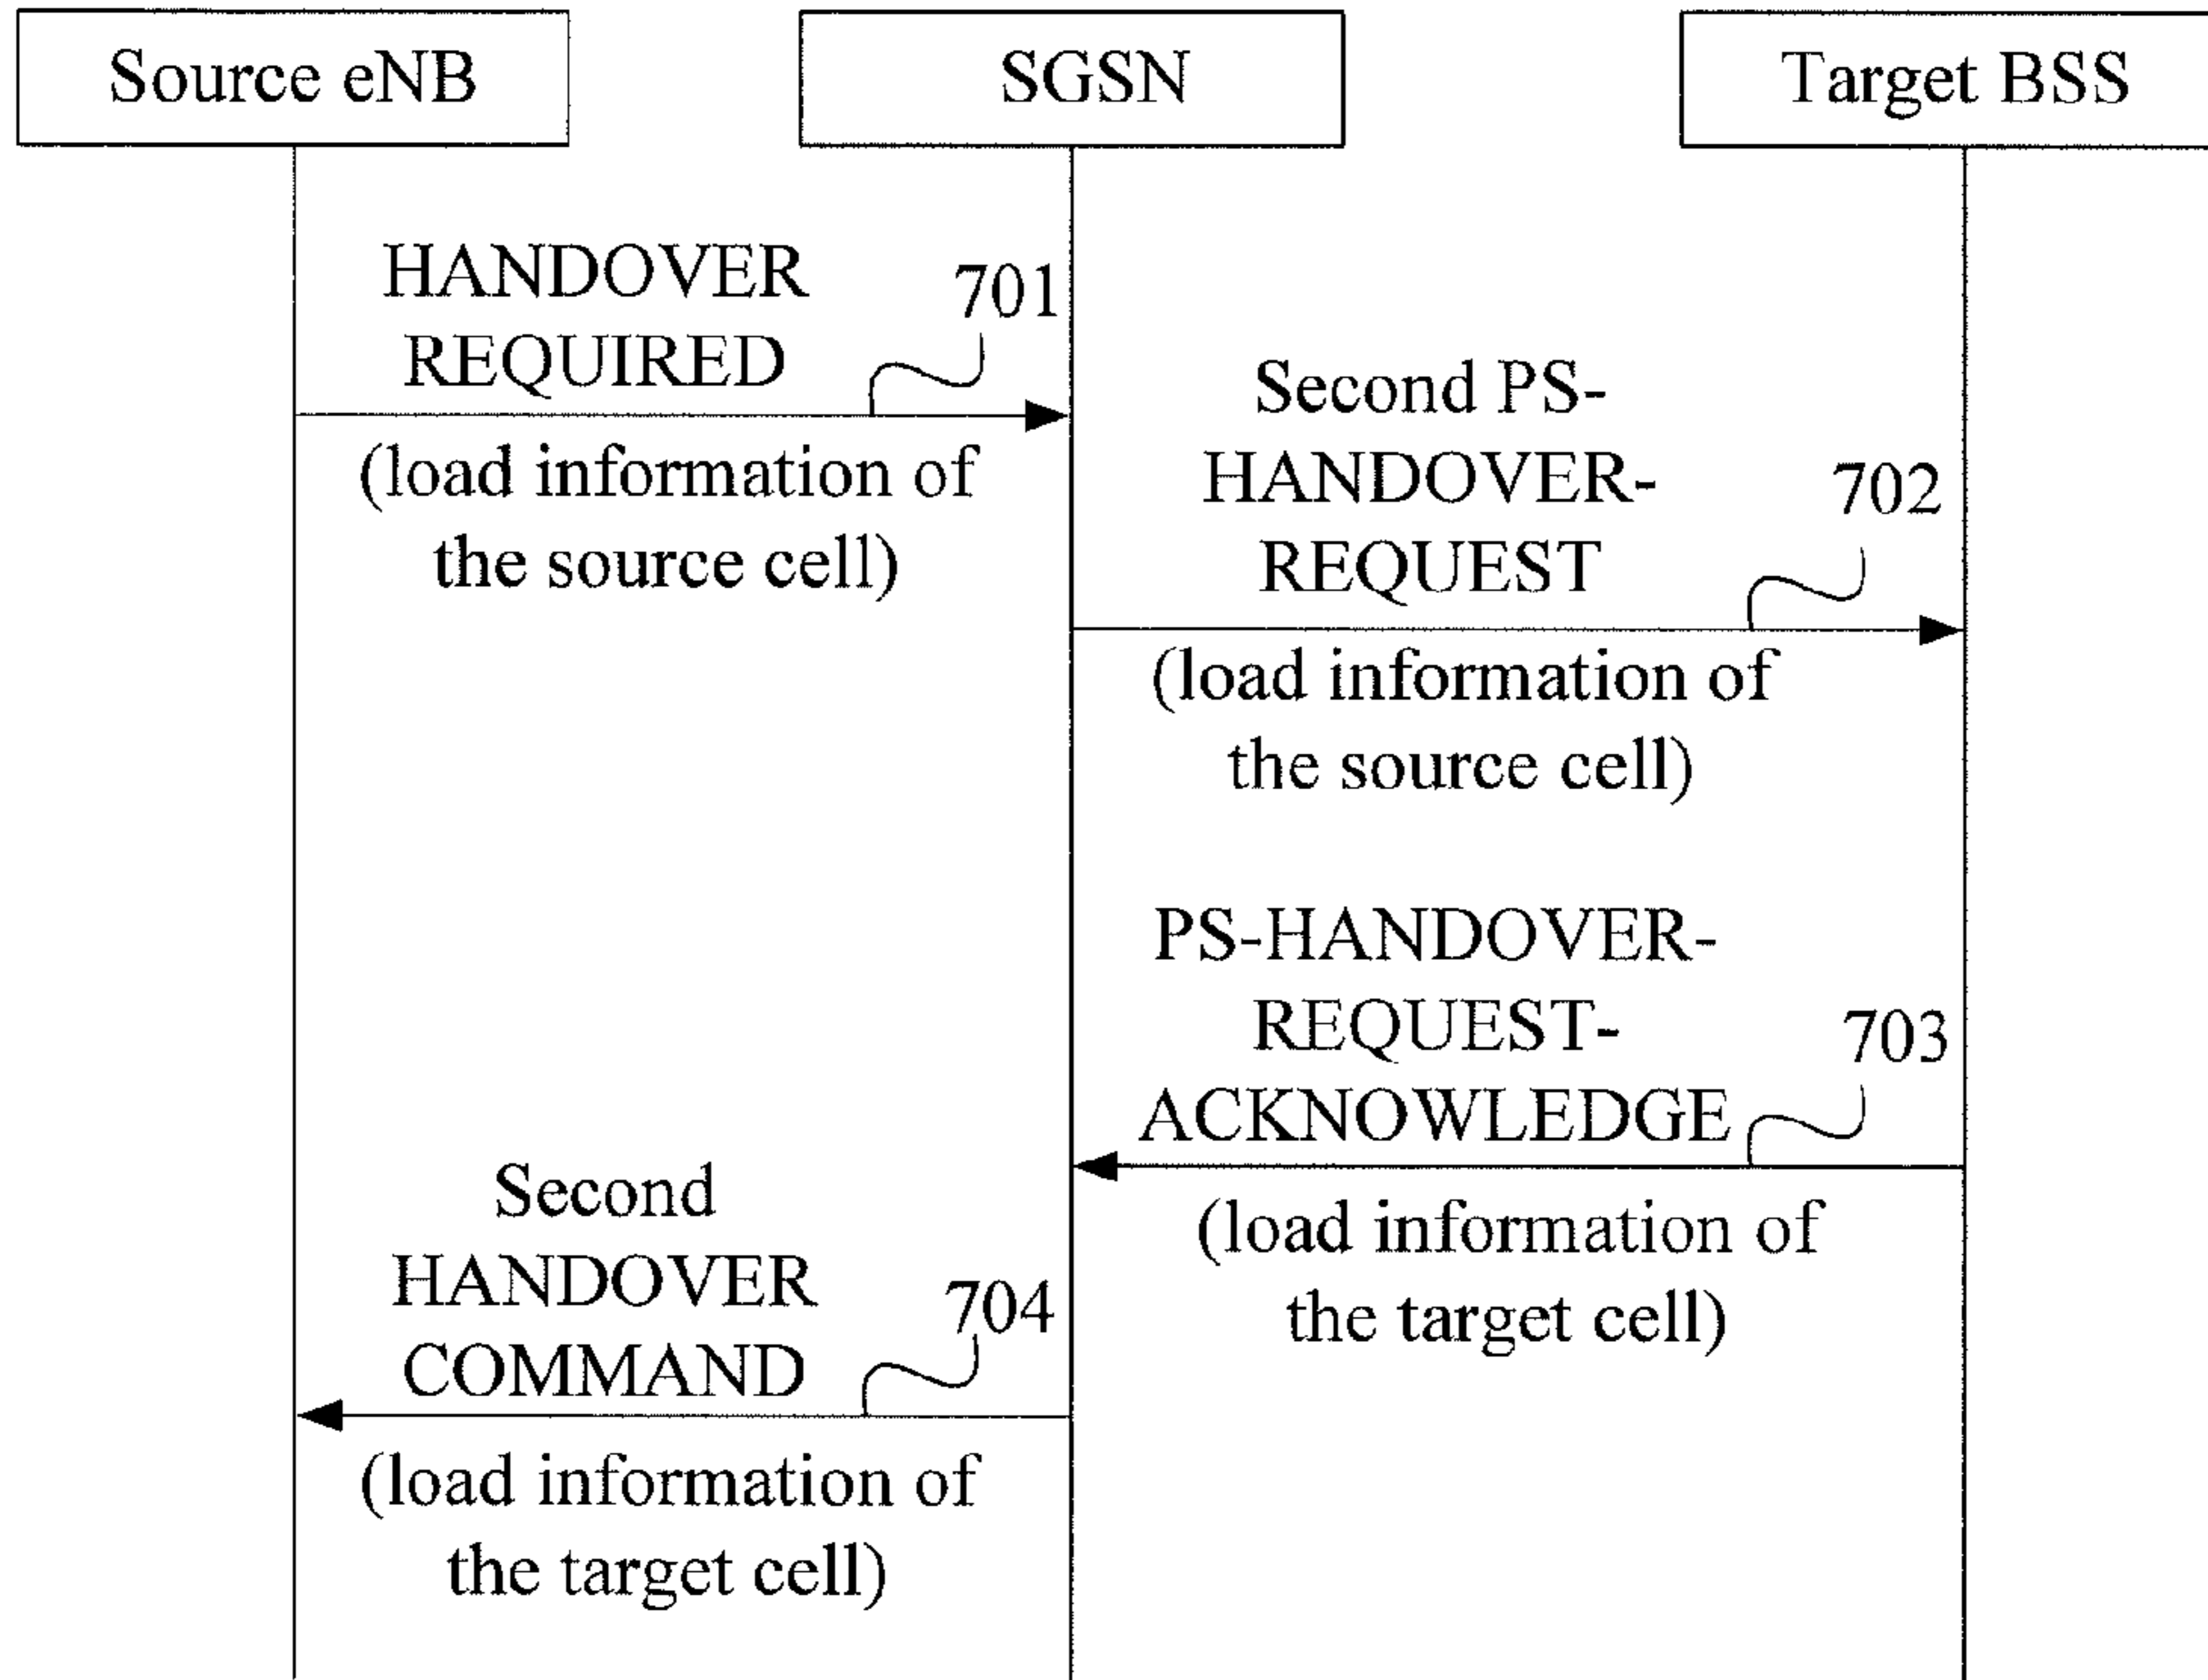 Source eNB
SGSN
Target BSS
HANDOVER
REQUIRED
701
(load information of
the source cell)
Second PS-
HANDOVER-
REQUEST
702
(load information of
the source cell)
PS-HANDOVER-
REQUEST-
ACKNOWLEDGE
703
(load information of
the target cell)
Second
HANDOVER
COMMAND
704
(load information of
the target cell)